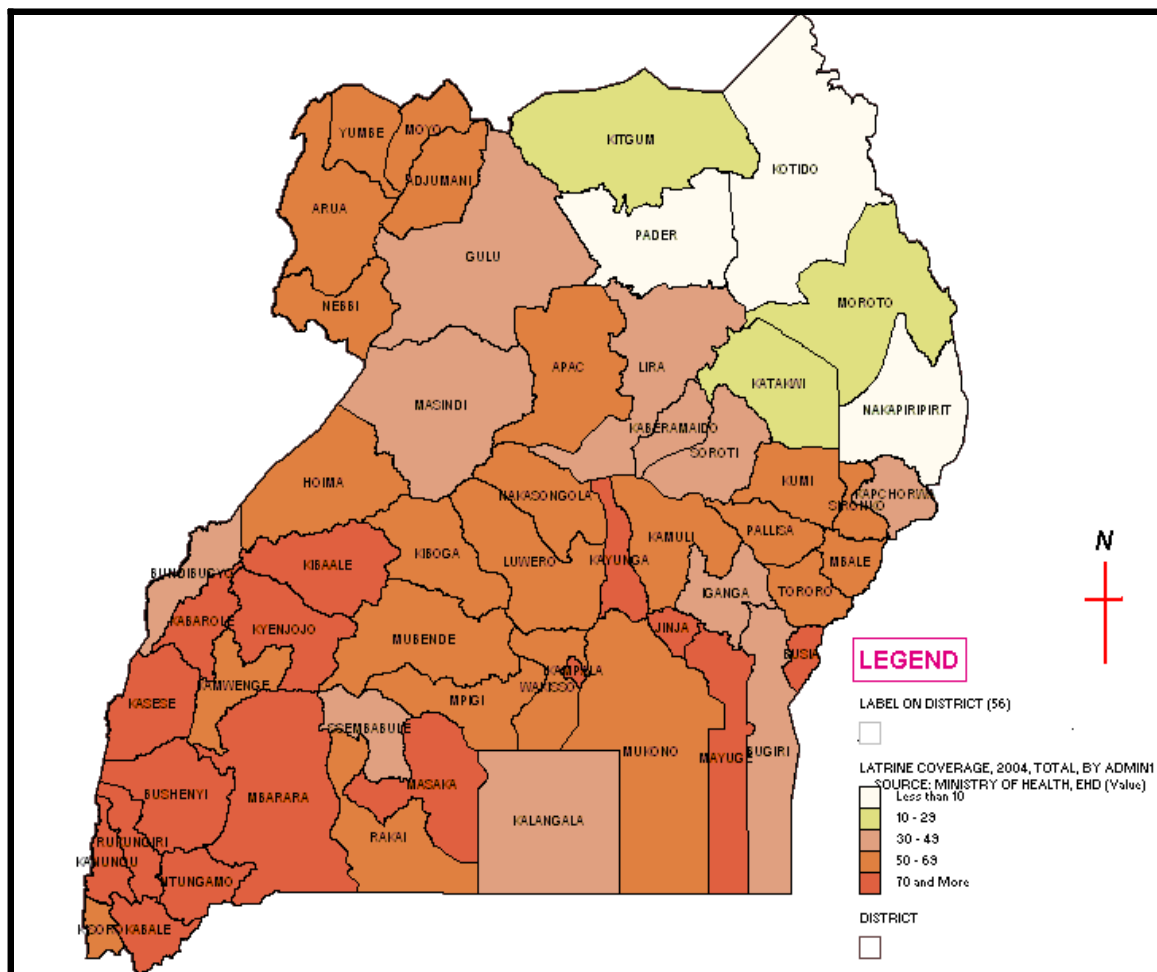 YUMBE
MOYO
ADJUMANI
ARUA
NEBBI
GULU
KITGUM
KOTIDO
PADER
MOROTO
NAKAPIRIPIRIT
KATAKWI
LIRA
APAC
MASINDI
KABERAMAIDO
SOROTI
KUMI
SIRONKO
KAPCHORWA
HOIMA
NAKASONGOLA
PALLISA
KAMULI
MBALE
KIBOGA
LUWERO
KAYUNGA
KIBAALE
BUNDIBUGYO
IGANGA
TORORO
KABAROLE
KYENJOJO
MUBENDE
JINJA
BUSIA
KAMPALA
WAKISSO
KAMWENGE
KASESE
MPIGI
SSEMBABULE
MUKONO
MAYUGE
BUGIRI
MASAKA
BUSHENYI
MBARARA
KALANGALA
RAKAI
RUKUNGIRI
KANUNGU
NTUNGAMO
KISORO
KABALE
N
LEGEND
LABEL ON DISTRICT (56)
LATRINE COVERAGE, 2004, TOTAL, BY ADMIN1
SOURCE: MINISTRY OF HEALTH, EHD (Value)
Less than 10
10 - 29
30 - 49
50 - 69
70 and More
DISTRICT